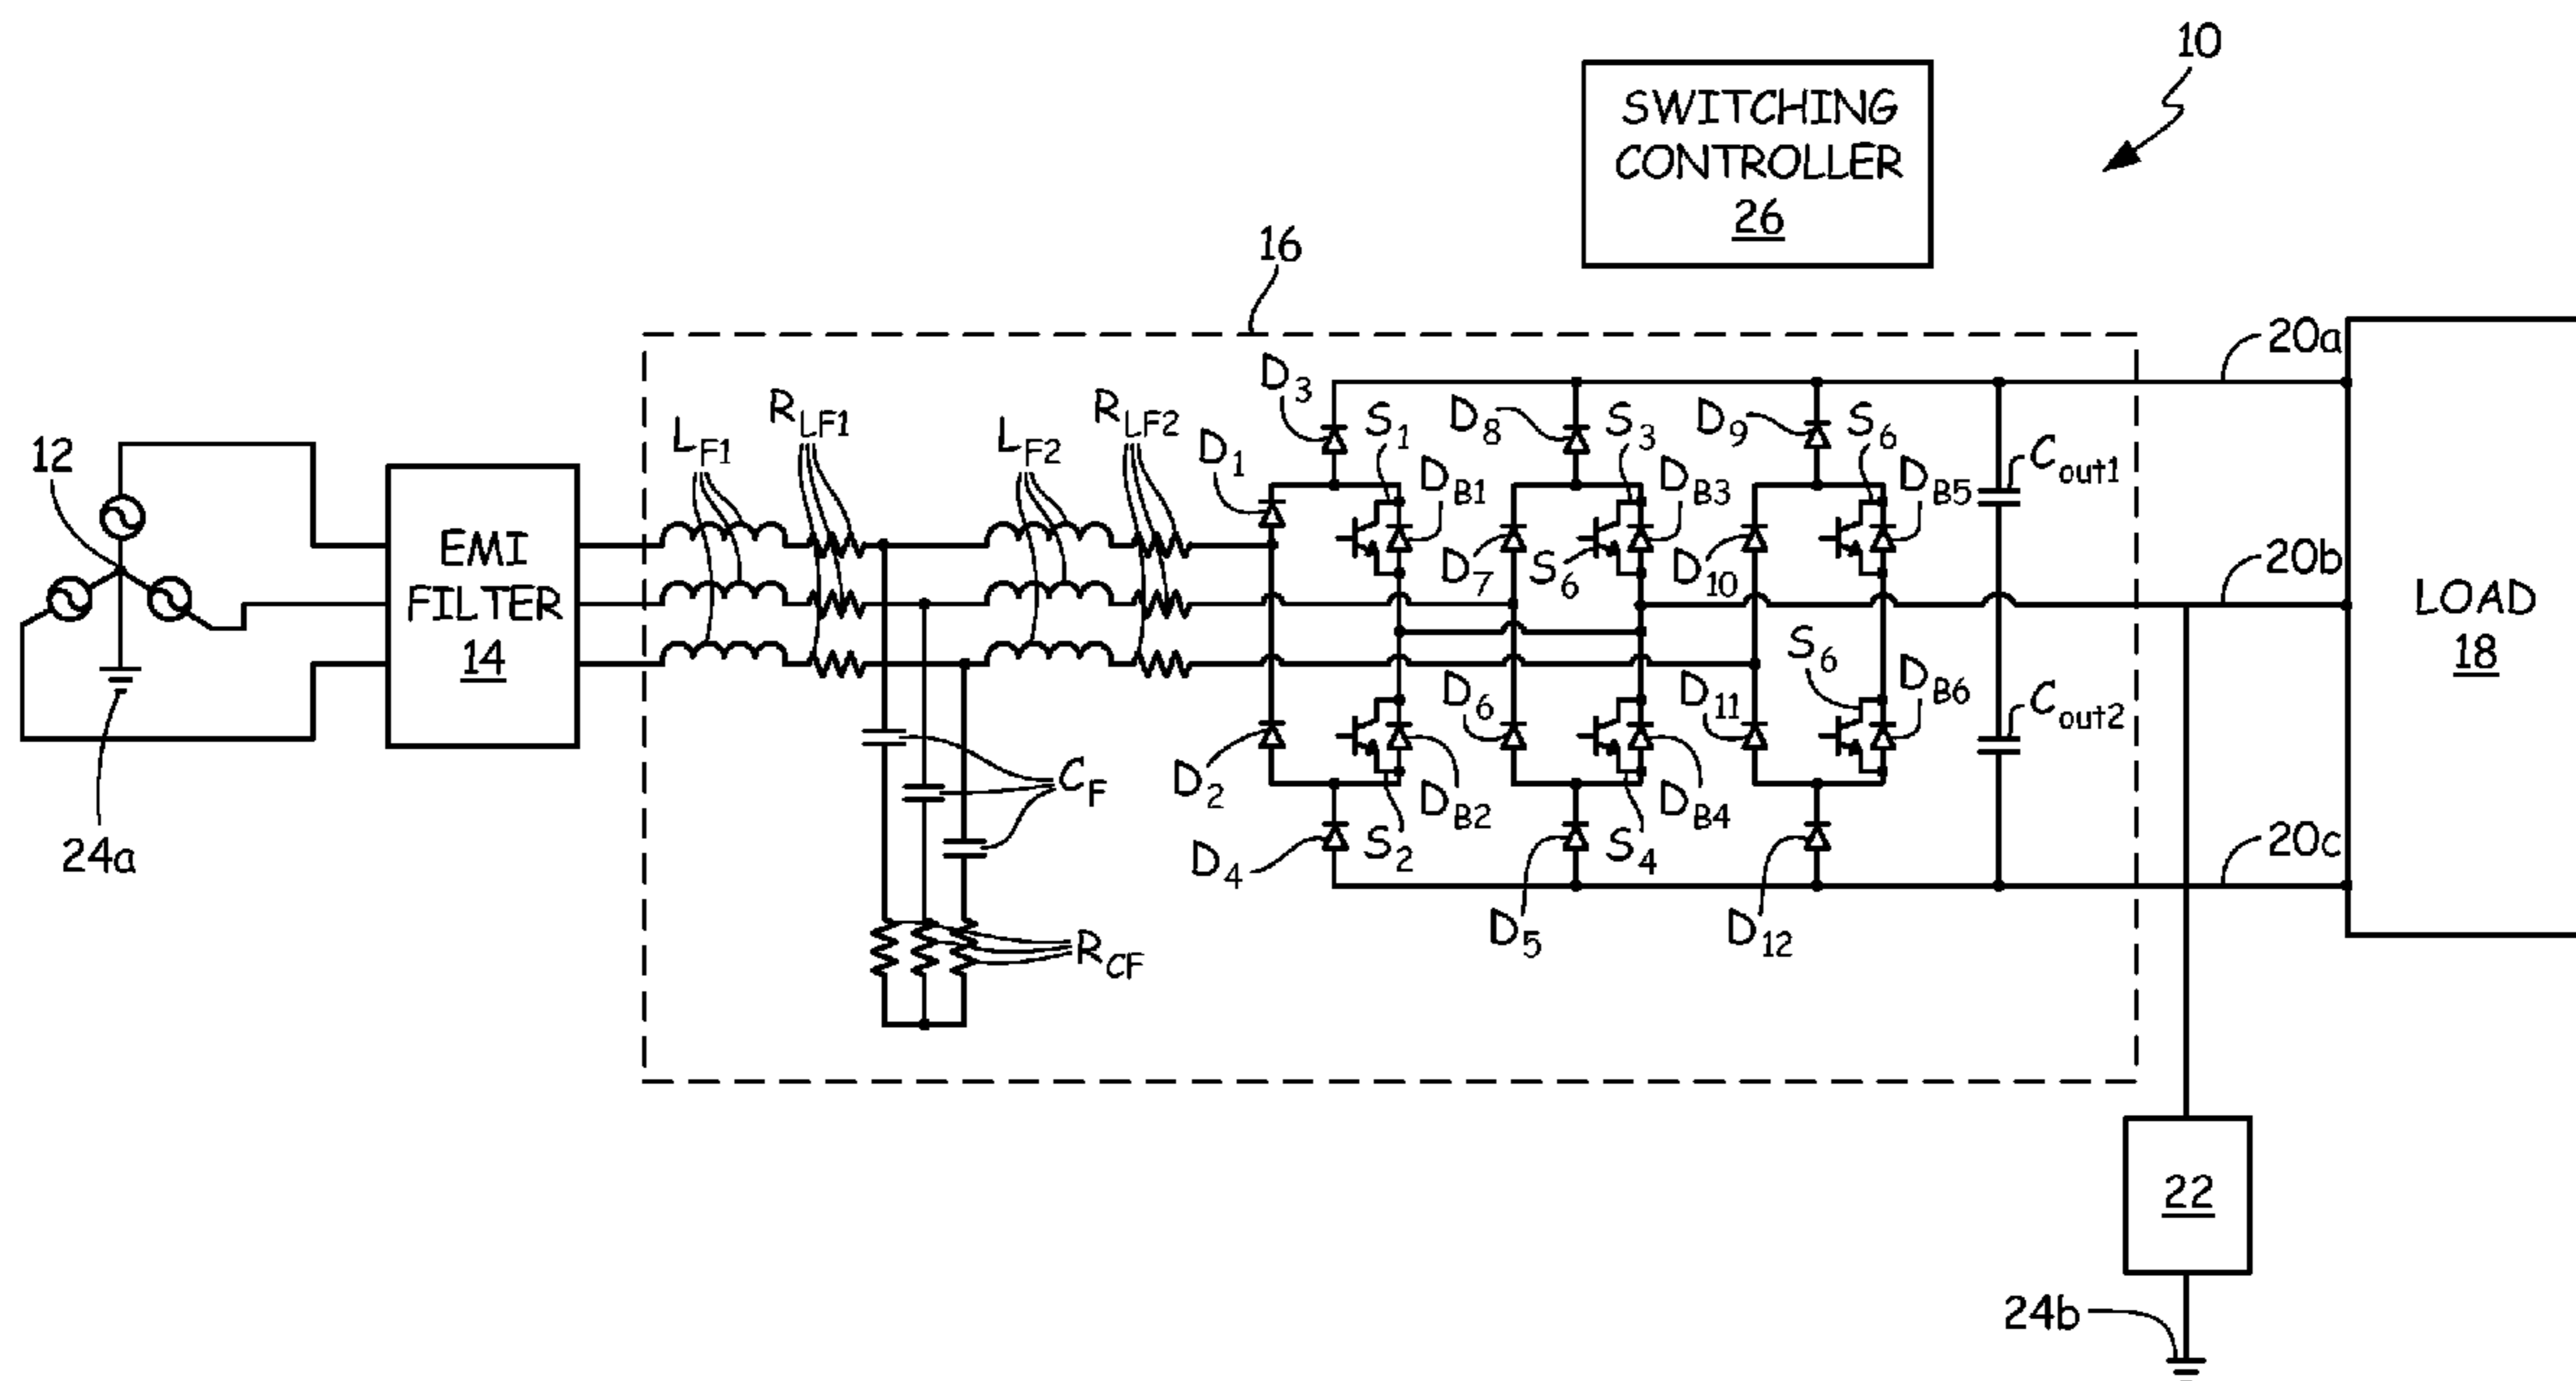 10
SWITCHING
CONTROLLER
26
16
20a
D3
RLF1
RLF2
D8
S3
D9
S6
S1
LF1
LF2
D1
12
Cout1
DB1
DB3
DB5
EMI
FILTER
14
20b
D7
S6
D10
LOAD
18
S6
D6
D11
DB6
Cout2
D2
CF
DB2
DB4
20c
24a
D4
S2
S4
D5
D12
RCF
22
24b